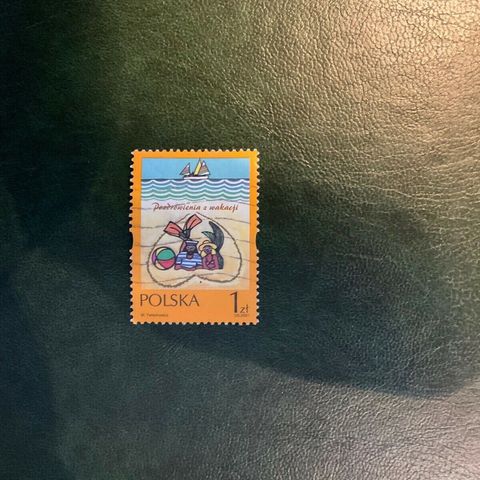 Pozdrowienia z wakacji
POLSKA 1 zł